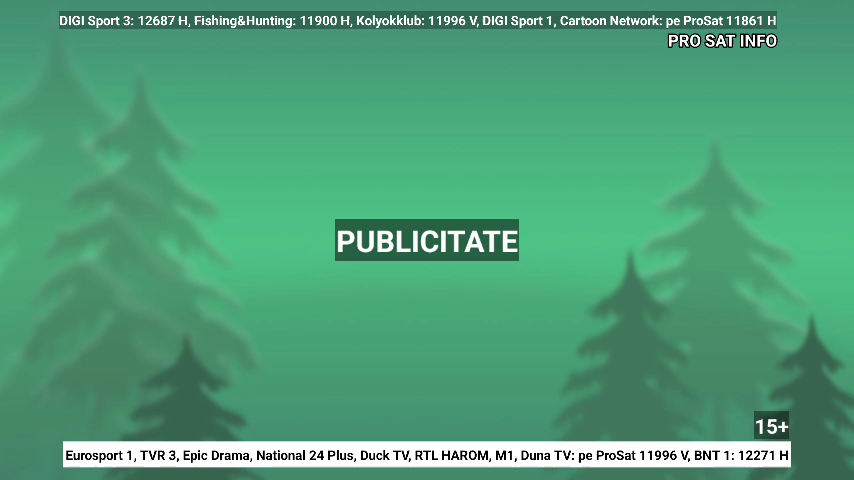 DIGI Sport 3: 12687 H, Fishing&Hunting: 11900 H, Kolyokklub: 11996 V, DIGI Sport 1, Cartoon Network: pe ProSat 11861 H
PRO SAT INFO
PUBLICITATE
15+
Eurosport 1, TVR 3, Epic Drama, National 24 Plus, Duck TV, RTL HAROM, M1, Duna TV: pe ProSat 11996 V, BNT 1: 12271 H